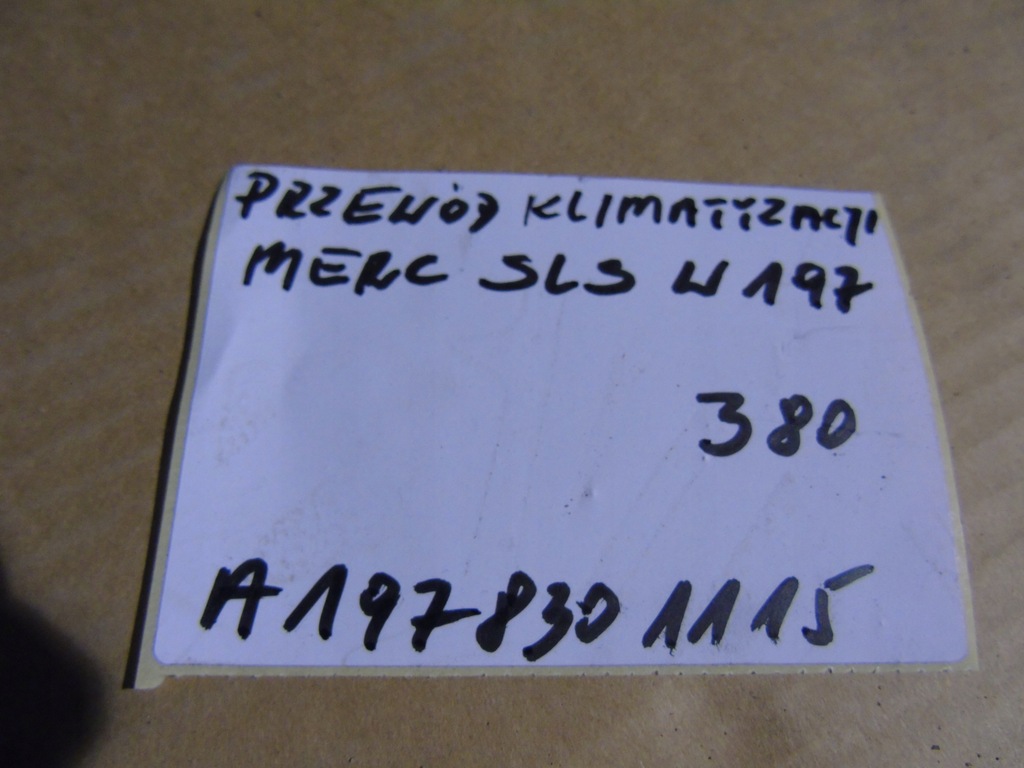 PRZEWÓD KLIMATYZACJI
MERC SLS W197
380
A1978301115